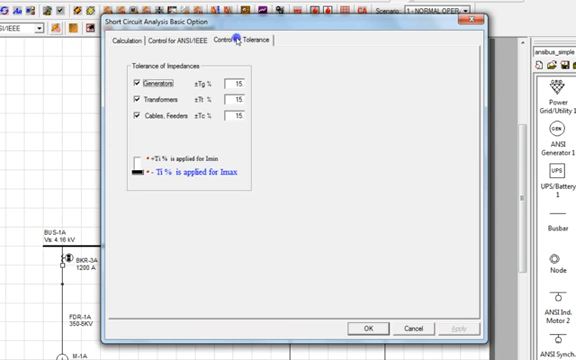 Short Circuit Analysis Basic Option
Scenario
1 - NORMAL OPER
SI/IEEE
Calculation
Control for ANSI/IEEE
Tolerance
Tolerance of Impedances
Generators ±Tg % 15.
Transformers ±Tt % 15.
Cables, Feeders ±Tc % 15.
* +Ti % is applied for Imin
* - Ti % is applied for Imax
OK
Cancel
Apply
BUS-1A
Vs: 4.16 kV
BKR-3A
1200 A
FDR-1A
350-5KV
M-1A
ansbus_simple
Power
Grid/Utility 1
GEN
ANSI
Generator 1
UPS
UPS/Battery
1
Busbar
Node
ANSI Ind.
Motor 2
ANSI Synch.